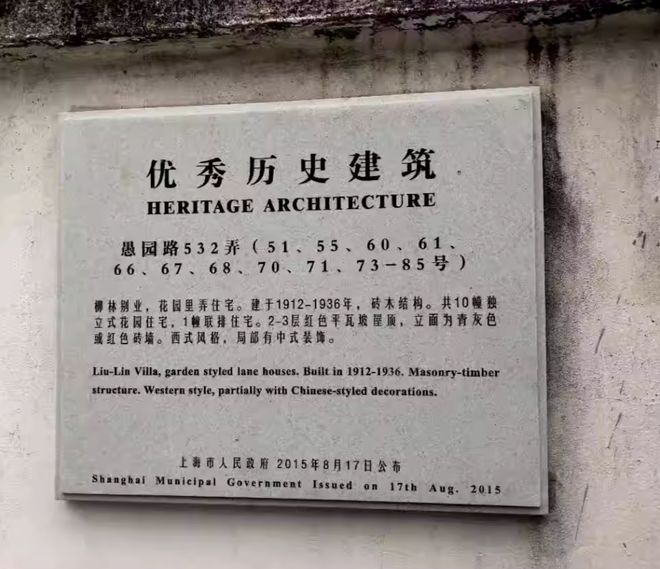 优秀历史建筑
HERITAGE ARCHITECTURE
愚园路532弄（51、55、60、61、
66、67、68、70、71、73-85号）
柳林别业，花园里弄住宅。建于1912-1936年，砖木结构。共10幢独
立式花园住宅，1幢联排住宅。2-3层红色平瓦坡屋顶，立面为青灰色
或红色砖墙。西式风格，局部有中式装饰。
Liu-Lin Villa, garden styled lane houses. Built in 1912-1936. Masonry-timber
structure. Western style, partially with Chinese-styled decorations.
上海市人民政府 2015年8月17日公布
Shanghai Municipal Government Issued on 17th Aug. 2015